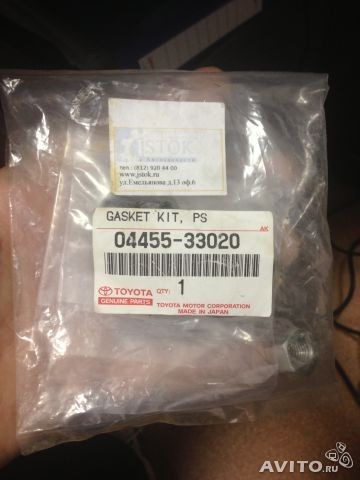 jSTOK
тел.: (812) 920 44 00
www.jstok.ru
ул.Емельянова д.13 оф.6
GASKET KIT, PS
AK
04455-33020
TOYOTA
GENUINE PARTS
QTY:
1
TOYOTA MOTOR CORPORATION
MADE IN JAPAN
AVITO.ru